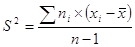 S² = ∑ nᵢ × (xᵢ − x̄) / n − 1